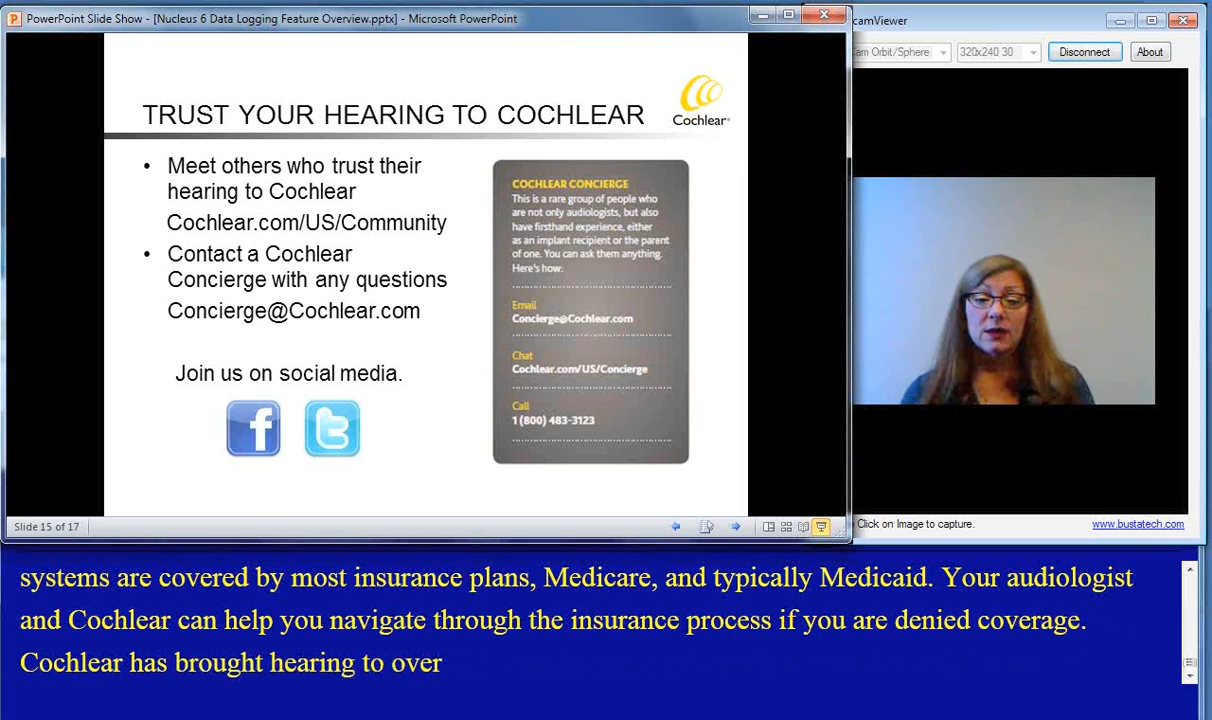 PowerPoint Slide Show - [Nucleus 6 Data Logging Feature Overview.pptx] - Microsoft PowerPoint
camViewer
Cam Orbit/Sphere
320x240 30
Disconnect
About
TRUST YOUR HEARING TO COCHLEAR
Cochlear®
• Meet others who trust their
hearing to Cochlear
Cochlear.com/US/Community
• Contact a Cochlear
Concierge with any questions
Concierge@Cochlear.com
Join us on social media.
COCHLEAR CONCIERGE
This is a rare group of people who
are not only audiologists, but also
have firsthand experience, either
as an implant recipient or the parent
of one. You can ask them anything.
Here's how:
Email
Concierge@Cochlear.com
Chat
Cochlear.com/US/Concierge
Call
1 (800) 483-3123
Slide 15 of 17
Click on Image to capture.
www.bustatech.com
systems are covered by most insurance plans, Medicare, and typically Medicaid. Your audiologist
and Cochlear can help you navigate through the insurance process if you are denied coverage.
Cochlear has brought hearing to over